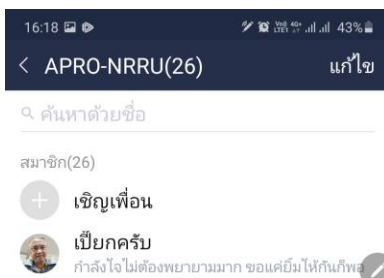 16:18 43%
< APRO-NRRU(26) แก้ไข
ค้นหาด้วยชื่อ
สมาชิก(26)
เชิญเพื่อน
เปี๊ยกครับ
กำลังใจไม่ต้องพยายามมาก ขอแค่ยิ้มให้กันก็พอ